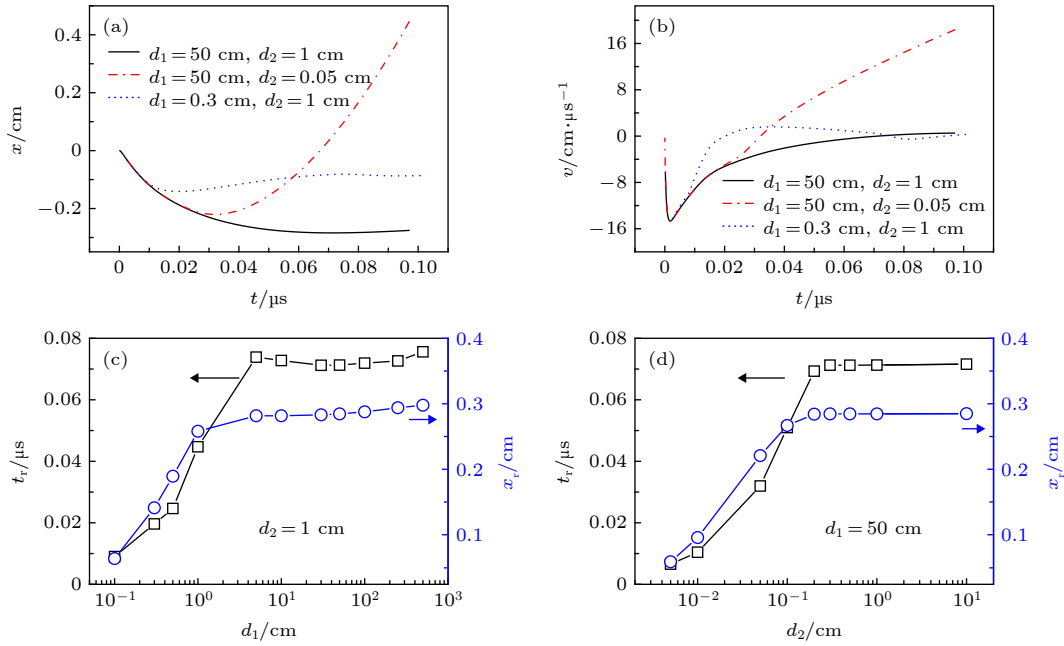 (a)
d₁=50 cm, d₂=1 cm
d₁=50 cm, d₂=0.05 cm
d₁=0.3 cm, d₂=1 cm
x/cm
0.4
0.2
0
−0.2
0 0.02 0.04 0.06 0.08 0.10
t/μs
(b)
v/cm·μs⁻¹
16
8
0
−8
−16
d₁=50 cm, d₂=1 cm
d₁=50 cm, d₂=0.05 cm
d₁=0.3 cm, d₂=1 cm
0 0.02 0.04 0.06 0.08 0.10
t/μs
(c)
tᵣ/μs
0.08
0.06
0.04
0.02
0
d₂=1 cm
xᵣ/cm
0.4
0.3
0.2
0.1
10⁻¹ 10⁰ 10¹ 10² 10³
d₁/cm
(d)
tᵣ/μs
0.08
0.06
0.04
0.02
0
d₁=50 cm
xᵣ/cm
0.4
0.3
0.2
0.1
10⁻² 10⁻¹ 10⁰ 10¹
d₂/cm